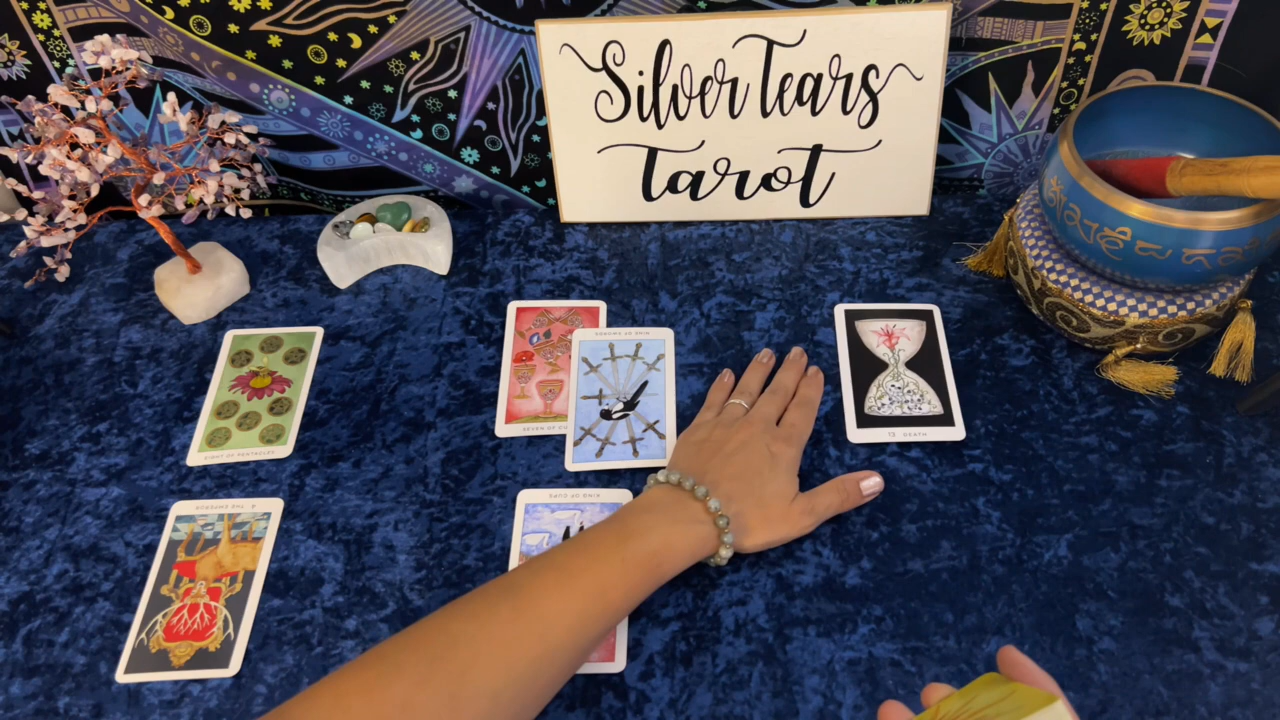 Silver Tears
Tarot
NINE OF SWORDS
SEVEN OF CU
13 DEATH
EIGHT OF PENTACLES
KING OF CUPS
4 THE EMPEROR